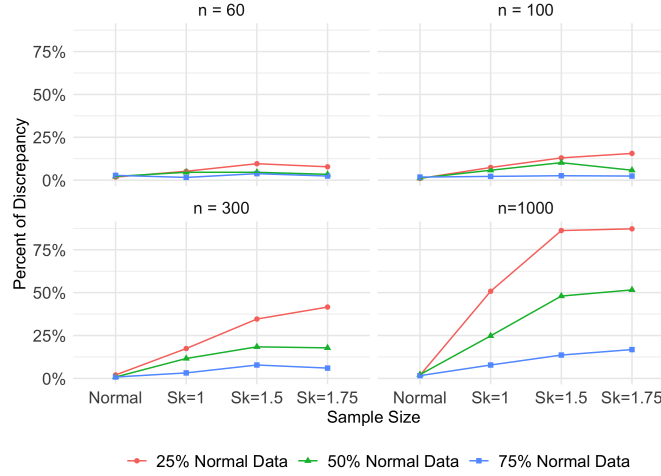 n = 60 n = 100
75%
50%
25%
0%
n = 300 n=1000
75%
50%
25%
0%
Percent of Discrepancy
Normal Sk=1 Sk=1.5 Sk=1.75 Normal Sk=1 Sk=1.5 Sk=1.75
Sample Size
25% Normal Data 50% Normal Data 75% Normal Data